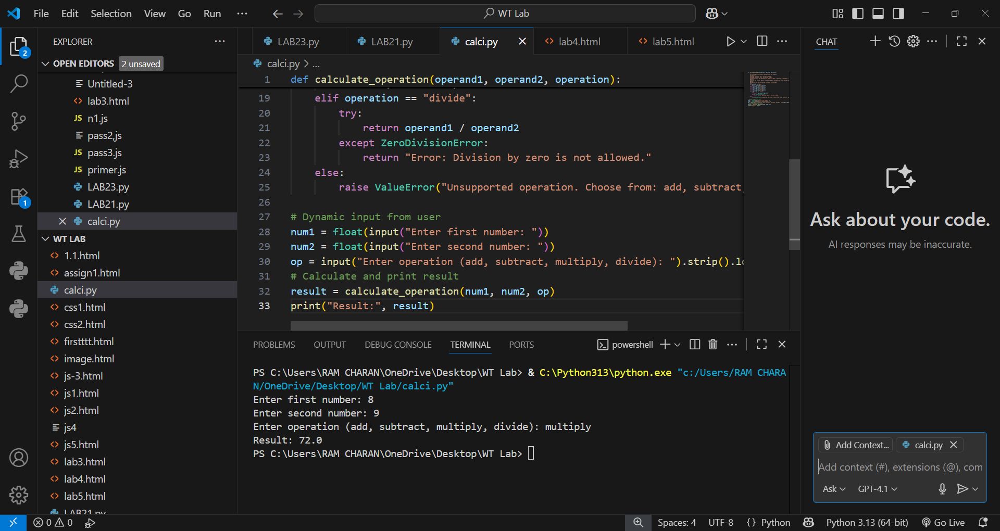 File Edit Selection View Go Run ··· WT Lab
EXPLORER ···
OPEN EDITORS 2 unsaved
Untitled-3
lab3.html
JS n1.js
pass2,js
JS pass3.js
JS primer.js
LAB23.py
LAB21.py
calci.py
WT LAB
1.1.html
assign1.html
calci.py
css1.html
css2.html
firstttt.html
image.html
js-3.html
js1.html
js2.html
js4
js5.html
lab3.html
lab4.html
lab5.html
LAB21.py
2
1
LAB23.py LAB21.py calci.py lab4.html lab5.html
calci.py > ...
1 def calculate_operation(operand1, operand2, operation):
19 elif operation == "divide":
20 try:
21 return operand1 / operand2
22 except ZeroDivisionError:
23 return "Error: Division by zero is not allowed."
24 else:
25 raise ValueError("Unsupported operation. Choose from: add, subtract,
26
27 # Dynamic input from user
28 num1 = float(input("Enter first number: "))
29 num2 = float(input("Enter second number: "))
30 op = input("Enter operation (add, subtract, multiply, divide): ").strip().lo
31 # Calculate and print result
32 result = calculate_operation(num1, num2, op)
33 print("Result:", result)
PROBLEMS OUTPUT DEBUG CONSOLE TERMINAL PORTS powershell
PS C:\Users\RAM CHARAN\OneDrive\Desktop\WT Lab> & C:\Python313\python.exe "c:/Users/RAM CHARA
N/OneDrive/Desktop/WT Lab/calci.py"
Enter first number: 8
Enter second number: 9
Enter operation (add, subtract, multiply, divide): multiply
Result: 72.0
PS C:\Users\RAM CHARAN\OneDrive\Desktop\WT Lab>
CHAT
Ask about your code.
AI responses may be inaccurate.
Add Context... calci.py
Add context (#), extensions (@), com
Ask GPT-4.1
0 0 Spaces: 4 UTF-8 {} Python Python 3.13 (64-bit) Go Live